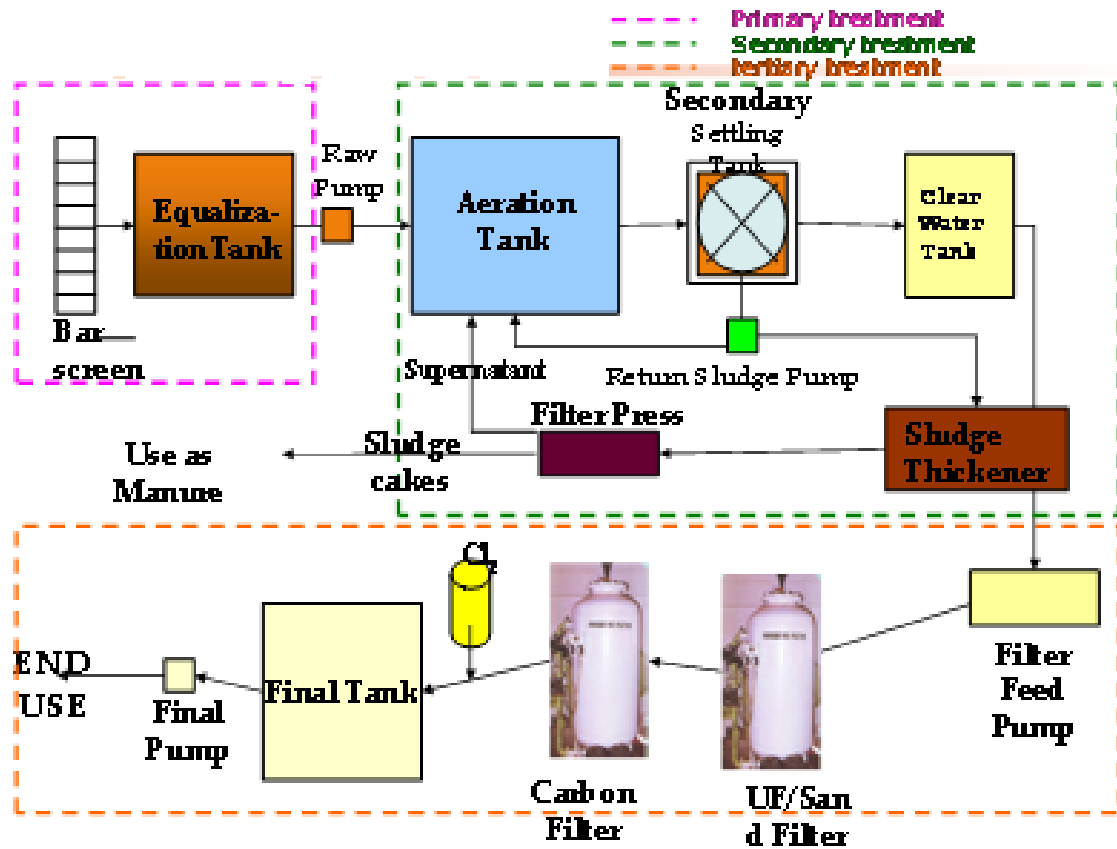 Primary treatment
Secondary treatment
tertiary treatment
Secondary
Settling
Tank
Raw
Pump
Equaliza-
tion Tank
Aeration
Tank
Clear
Water
Tank
Bar
screen
Supernatant
Return Sludge Pump
Filter Press
Sludge
Thickener
Sludge
cakes
Use as
Manure
Cl2
END
USE
Final
Pump
Final Tank
Carbon
Filter
UF/San
d Filter
Filter
Feed
Pump